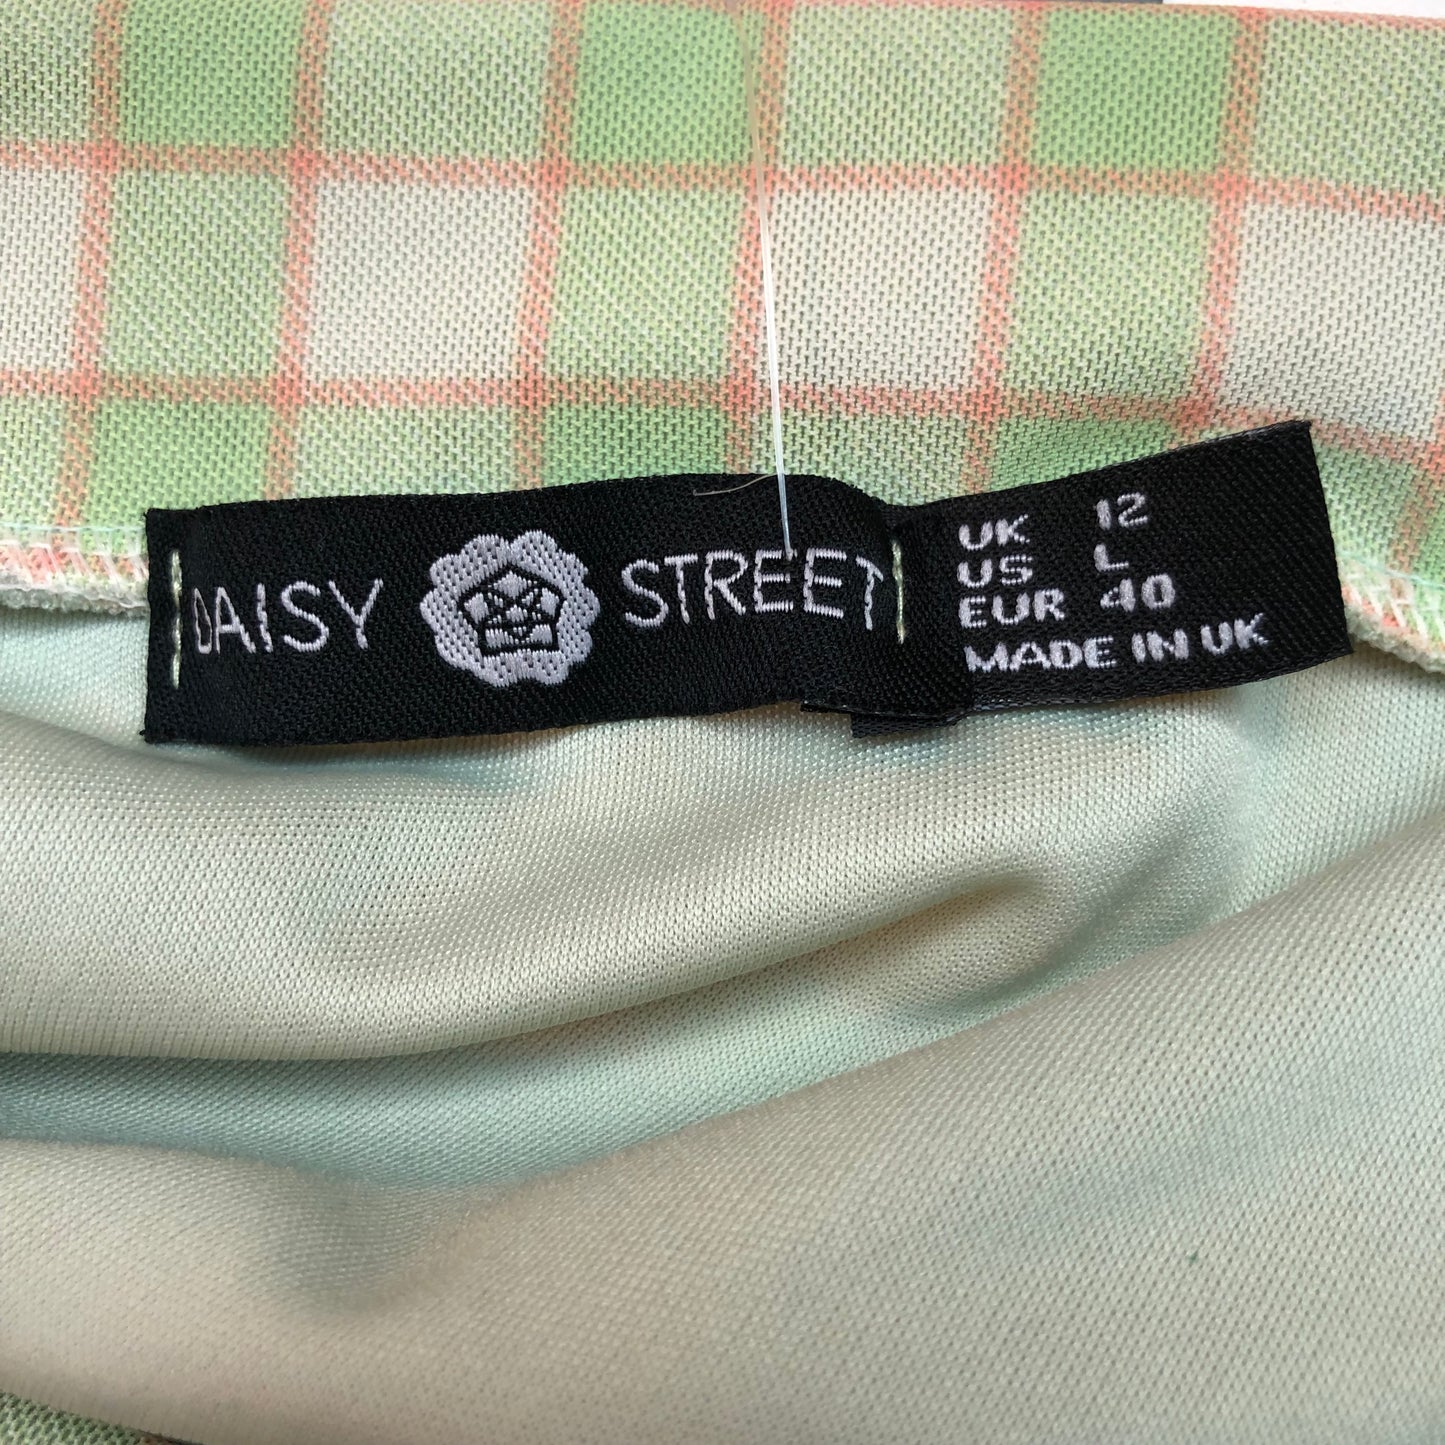 DAISY STREET
UK 12
US L
EUR 40
MADE IN UK